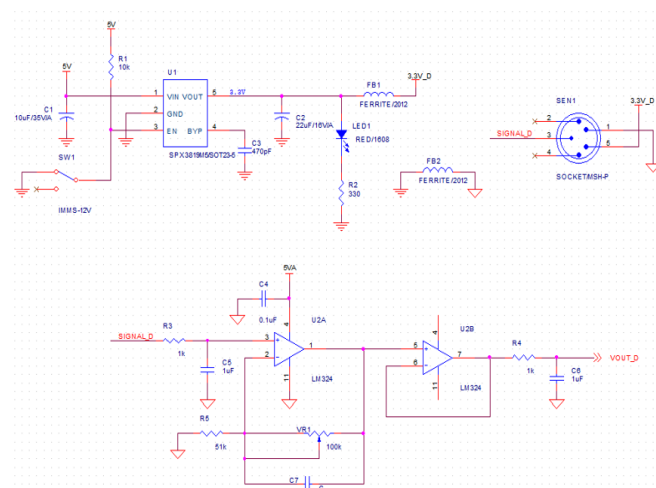 5V
5V
R1
10k
U1
C1
10uF/35V/A
1
VIN
VOUT
5
3.3V
2
GND
3
EN
BYP
4
SPX3819M5/SOT23-5
C3
470pF
C2
22uF/16V/A
FB1
FERRITE/2012
3.3V_D
LED1
RED/1608
R2
330
FB2
FERRITE/2012
SEN1
3.3V_D
2
SIGNAL_D
3
4
1
5
SOCKET/MSH-P
SW1
IMMS-12V
5VA
C4
0.1uF
4
U2A
SIGNAL_D
R3
1k
C5
1uF
3
2
1
11
LM324
U2B
4
5
6
7
11
LM324
R4
1k
C6
1uF
VOUT_D
R5
51k
VR1
100k
C7